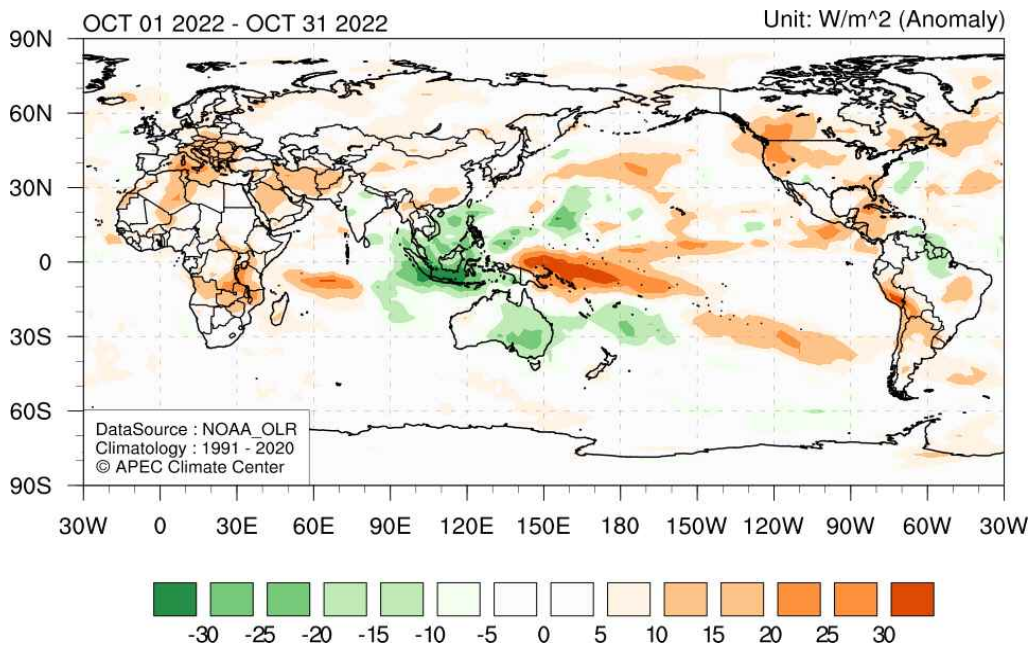 OCT 01 2022 - OCT 31 2022 Unit: W/m^2 (Anomaly)
90N
60N
30N
0
30S
60S
90S
DataSource : NOAA_OLR
Climatology : 1991 - 2020
© APEC Climate Center
30W 0 30E 60E 90E 120E 150E 180 150W 120W 90W 60W 30W
-30 -25 -20 -15 -10 -5 0 5 10 15 20 25 30